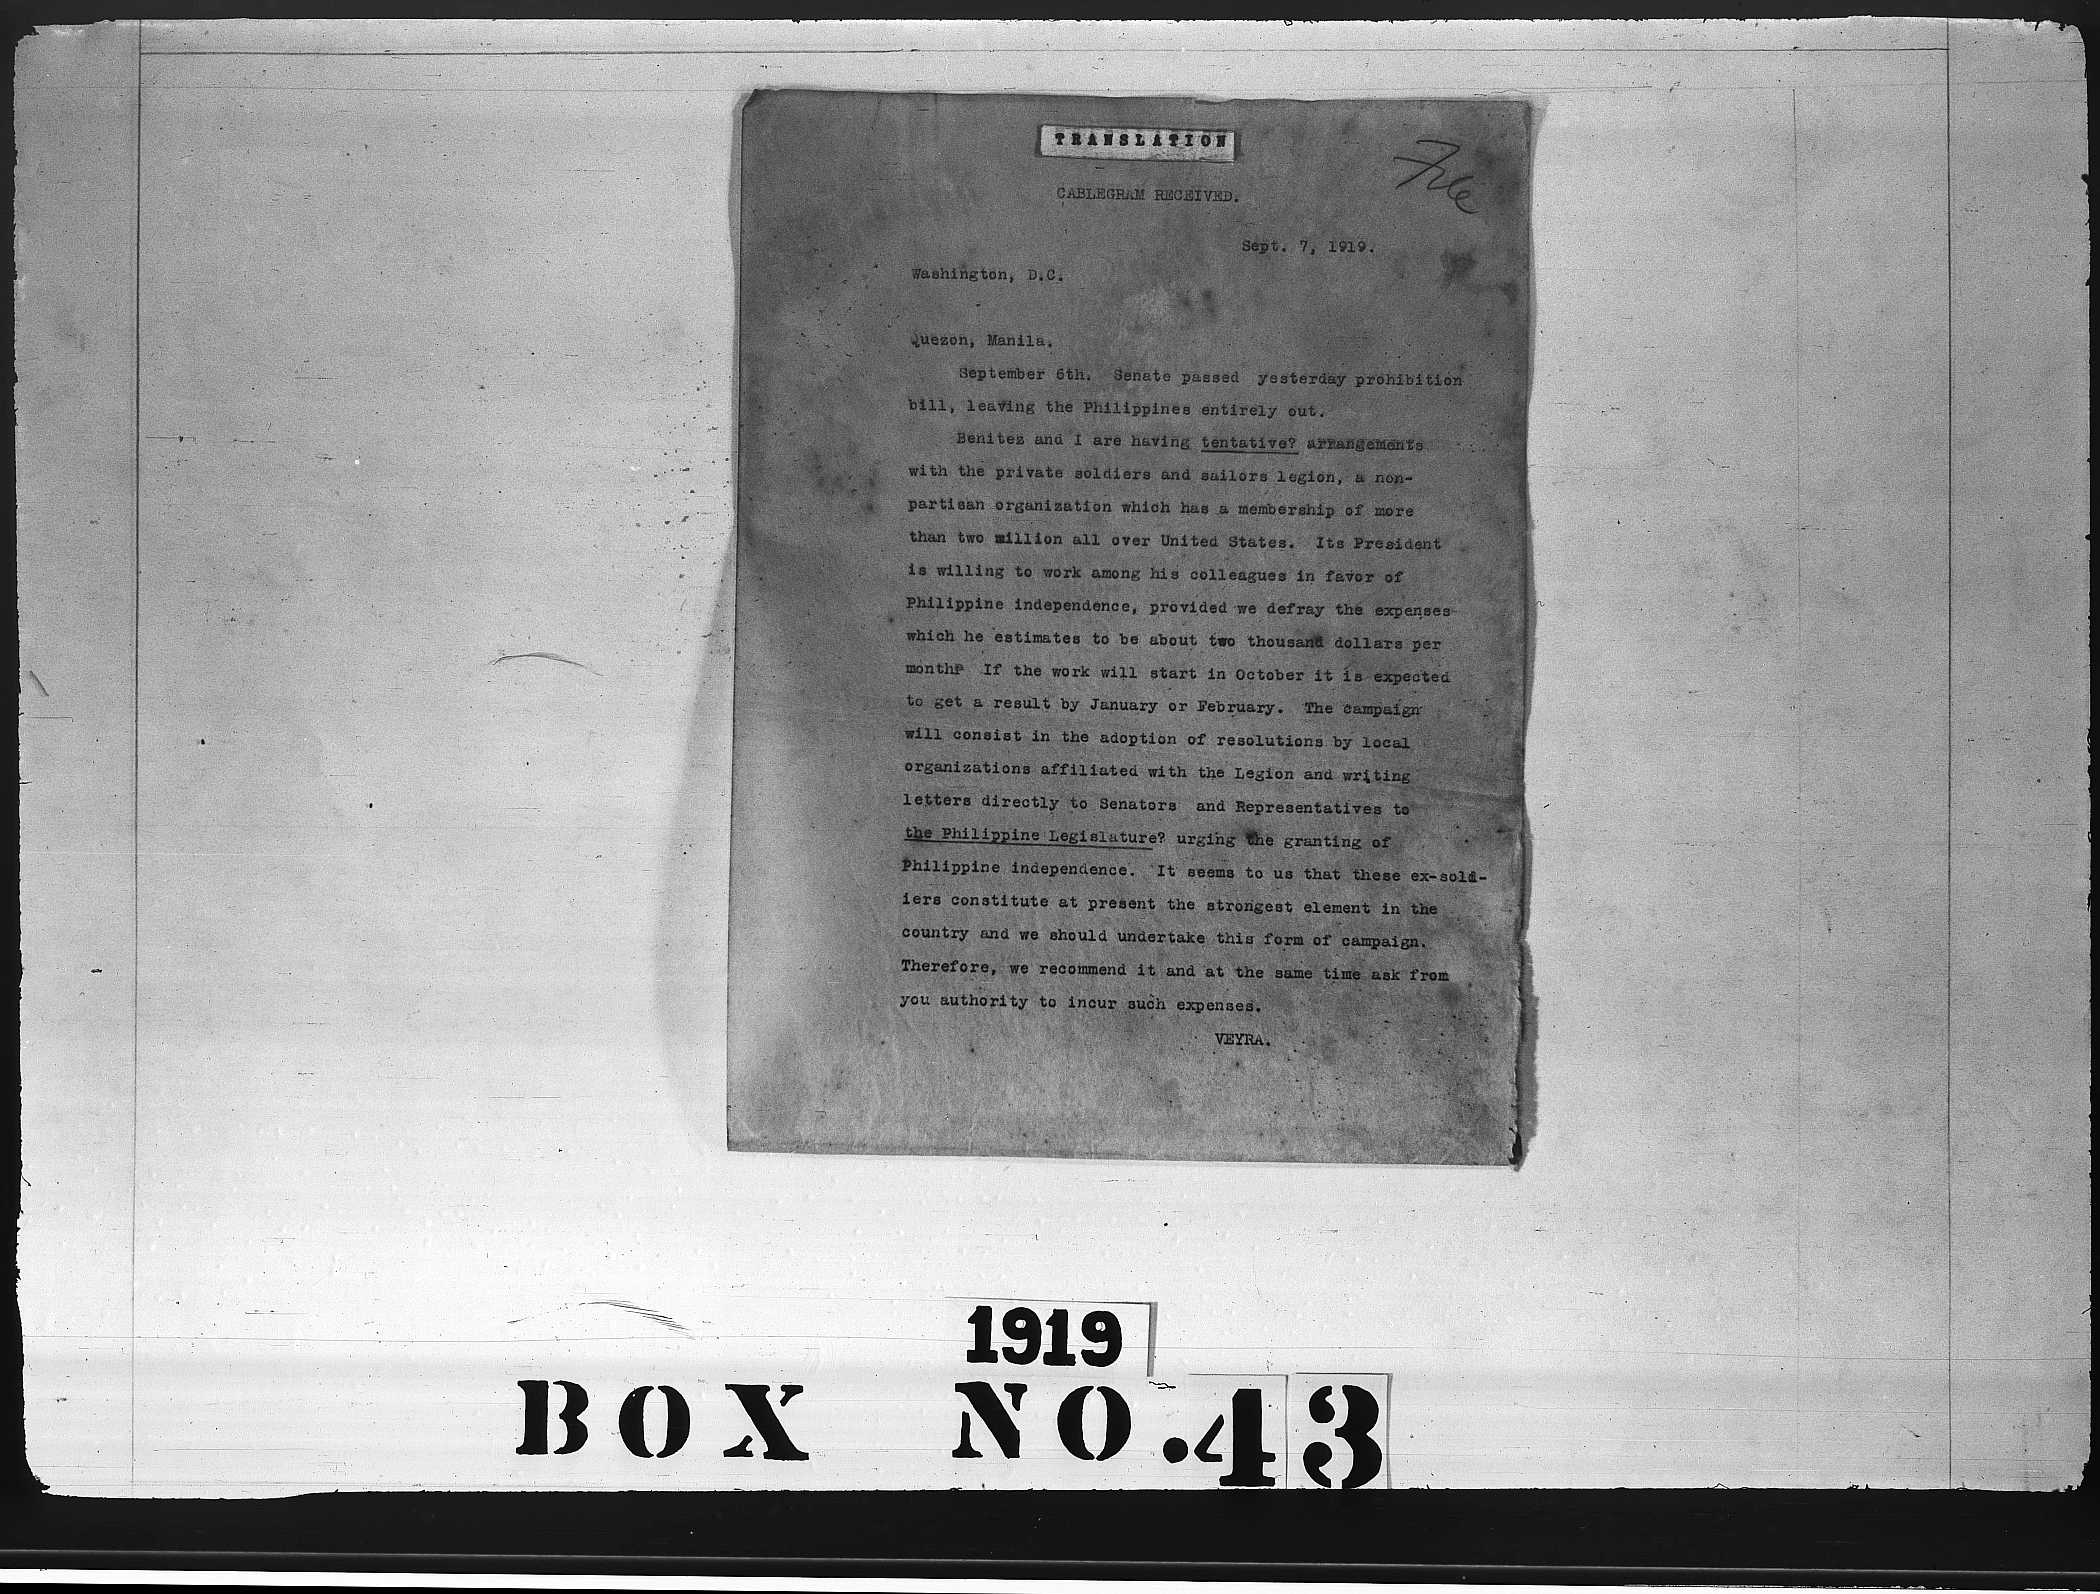 TRANSLATION
File
CABLEGRAM RECEIVED.
Sept. 7, 1919.
Washington, D.C.
Quezon, Manila.
September 6th. Senate passed yesterday prohibition
bill, leaving the Philippines entirely out.
Benitez and I are having tentative? arrangements
with the private soldiers and sailors legion, a non-
partisan organization which has a membership of more
than two million all over United States. Its President
is willing to work among his colleagues in favor of
Philippine independence, provided we defray the expenses
which he estimates to be about two thousand dollars per
month? If the work will start in October it is expected
to get a result by January or February. The campaign
will consist in the adoption of resolutions by local
organizations affiliated with the Legion and writing
letters directly to Senators and Representatives to
the Philippine Legislature? urging the granting of
Philippine independence. It seems to us that these ex-sold-
iers constitute at present the strongest element in the
country and we should undertake this form of campaign.
Therefore, we recommend it and at the same time ask from
you authority to incur such expenses.
VEYRA.
1919
BOX NO.43